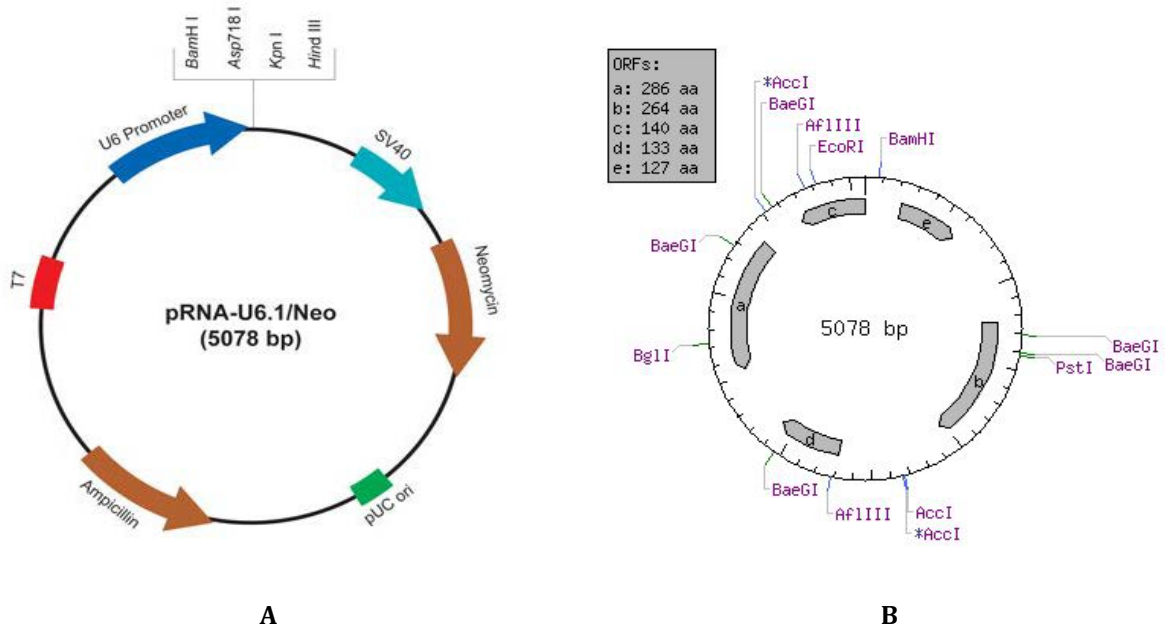 BamH I
Asp718 I
Kpn I
Hind III
U6 Promoter
SV40
Neomycin
T7
pRNA-U6.1/Neo
(5078 bp)
Ampicillin
pUC ori
A
ORFs:
a: 286 aa
b: 264 aa
c: 140 aa
d: 133 aa
e: 127 aa
*AccI
BaeGI
AflIII
EcoRI
BamHI
c
e
BaeGI
a
5078 bp
BglI
BaeGI
BaeGI
PstI
b
d
BaeGI
AflIII
AccI
*AccI
B